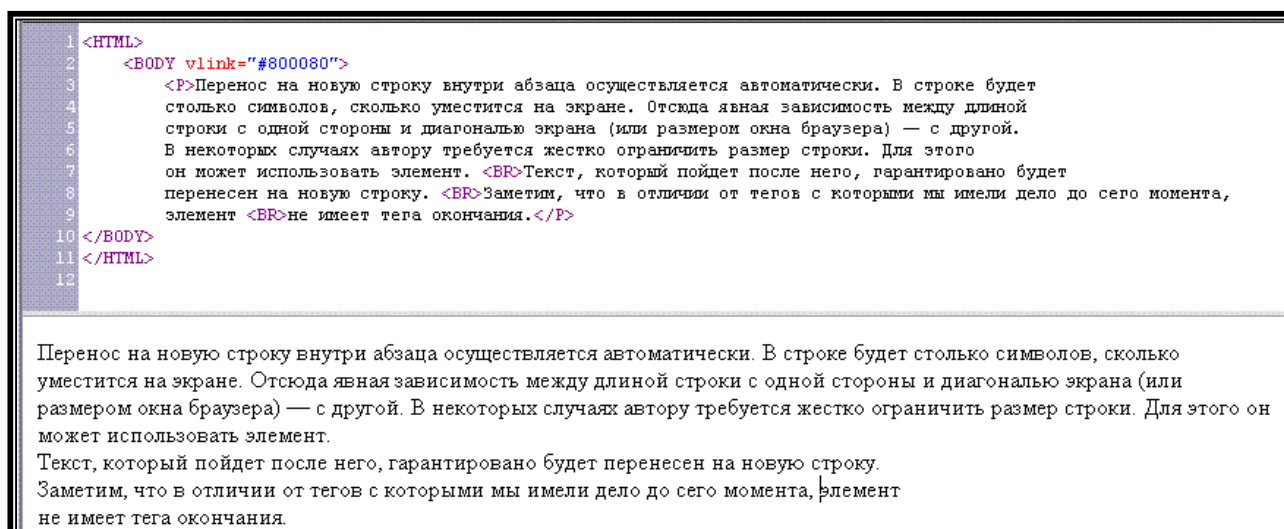 1 <HTML>
2 <BODY vlink="#800080">
3 <P>Перенос на новую строку внутри абзаца осуществляется автоматически. В строке будет
4 столько символов, сколько уместится на экране. Отсюда явная зависимость между длиной
5 строки с одной стороны и диагональю экрана (или размером окна браузера) — с другой.
6 В некоторых случаях автору требуется жестко ограничить размер строки. Для этого
7 он может использовать элемент. <BR>Текст, который пойдет после него, гарантировано будет
8 перенесен на новую строку. <BR>Заметим, что в отличии от тегов с которыми мы имели дело до сего момента,
9 элемент <BR>не имеет тега окончания.</P>
10 </BODY>
11 </HTML>
12
Перенос на новую строку внутри абзаца осуществляется автоматически. В строке будет столько символов, сколько
уместится на экране. Отсюда явная зависимость между длиной строки с одной стороны и диагональю экрана (или
размером окна браузера) — с другой. В некоторых случаях автору требуется жестко ограничить размер строки. Для этого он
может использовать элемент.
Текст, который пойдет после него, гарантировано будет перенесен на новую строку.
Заметим, что в отличии от тегов с которыми мы имели дело до сего момента, элемент
не имеет тега окончания.